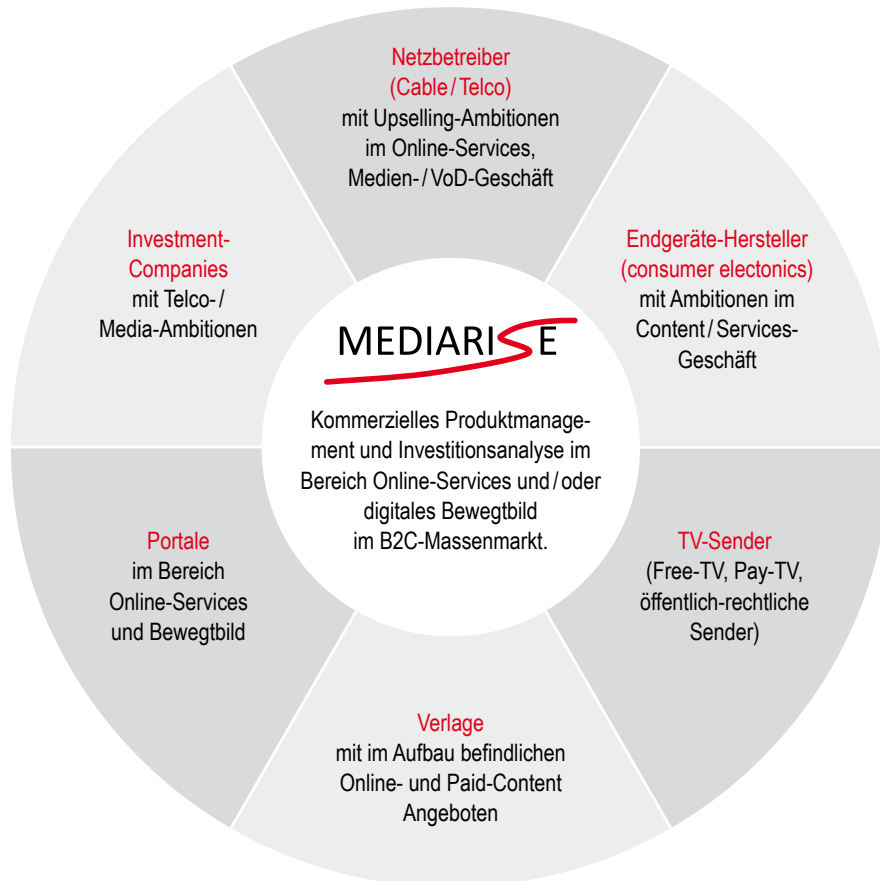 Netzbetreiber
(Cable / Telco)
mit Upselling-Ambitionen
im Online-Services,
Medien- / VoD-Geschäft
Endgeräte-Hersteller
(consumer electonics)
mit Ambitionen im
Content / Services-
Geschäft
TV-Sender
(Free-TV, Pay-TV,
öffentlich-rechtliche
Sender)
Verlage
mit im Aufbau befindlichen
Online- und Paid-Content
Angeboten
Portale
im Bereich
Online-Services
und Bewegtbild
Investment-
Companies
mit Telco- /
Media-Ambitionen
MEDIARISE
Kommerzielles Produktmanage-
ment und Investitionsanalyse im
Bereich Online-Services und / oder
digitales Bewegtbild
im B2C-Massenmarkt.